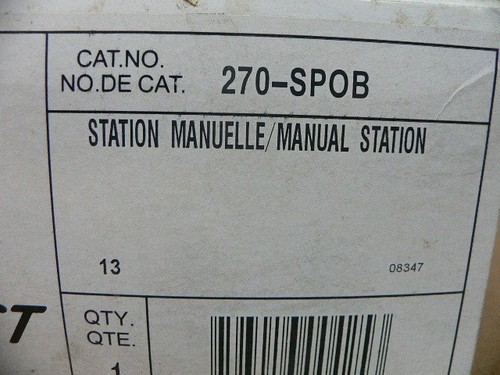 CAT.NO.
NO.DE CAT. 270-SPOB
STATION MANUELLE/MANUAL STATION
13 08347
QTY.
QTE.
1